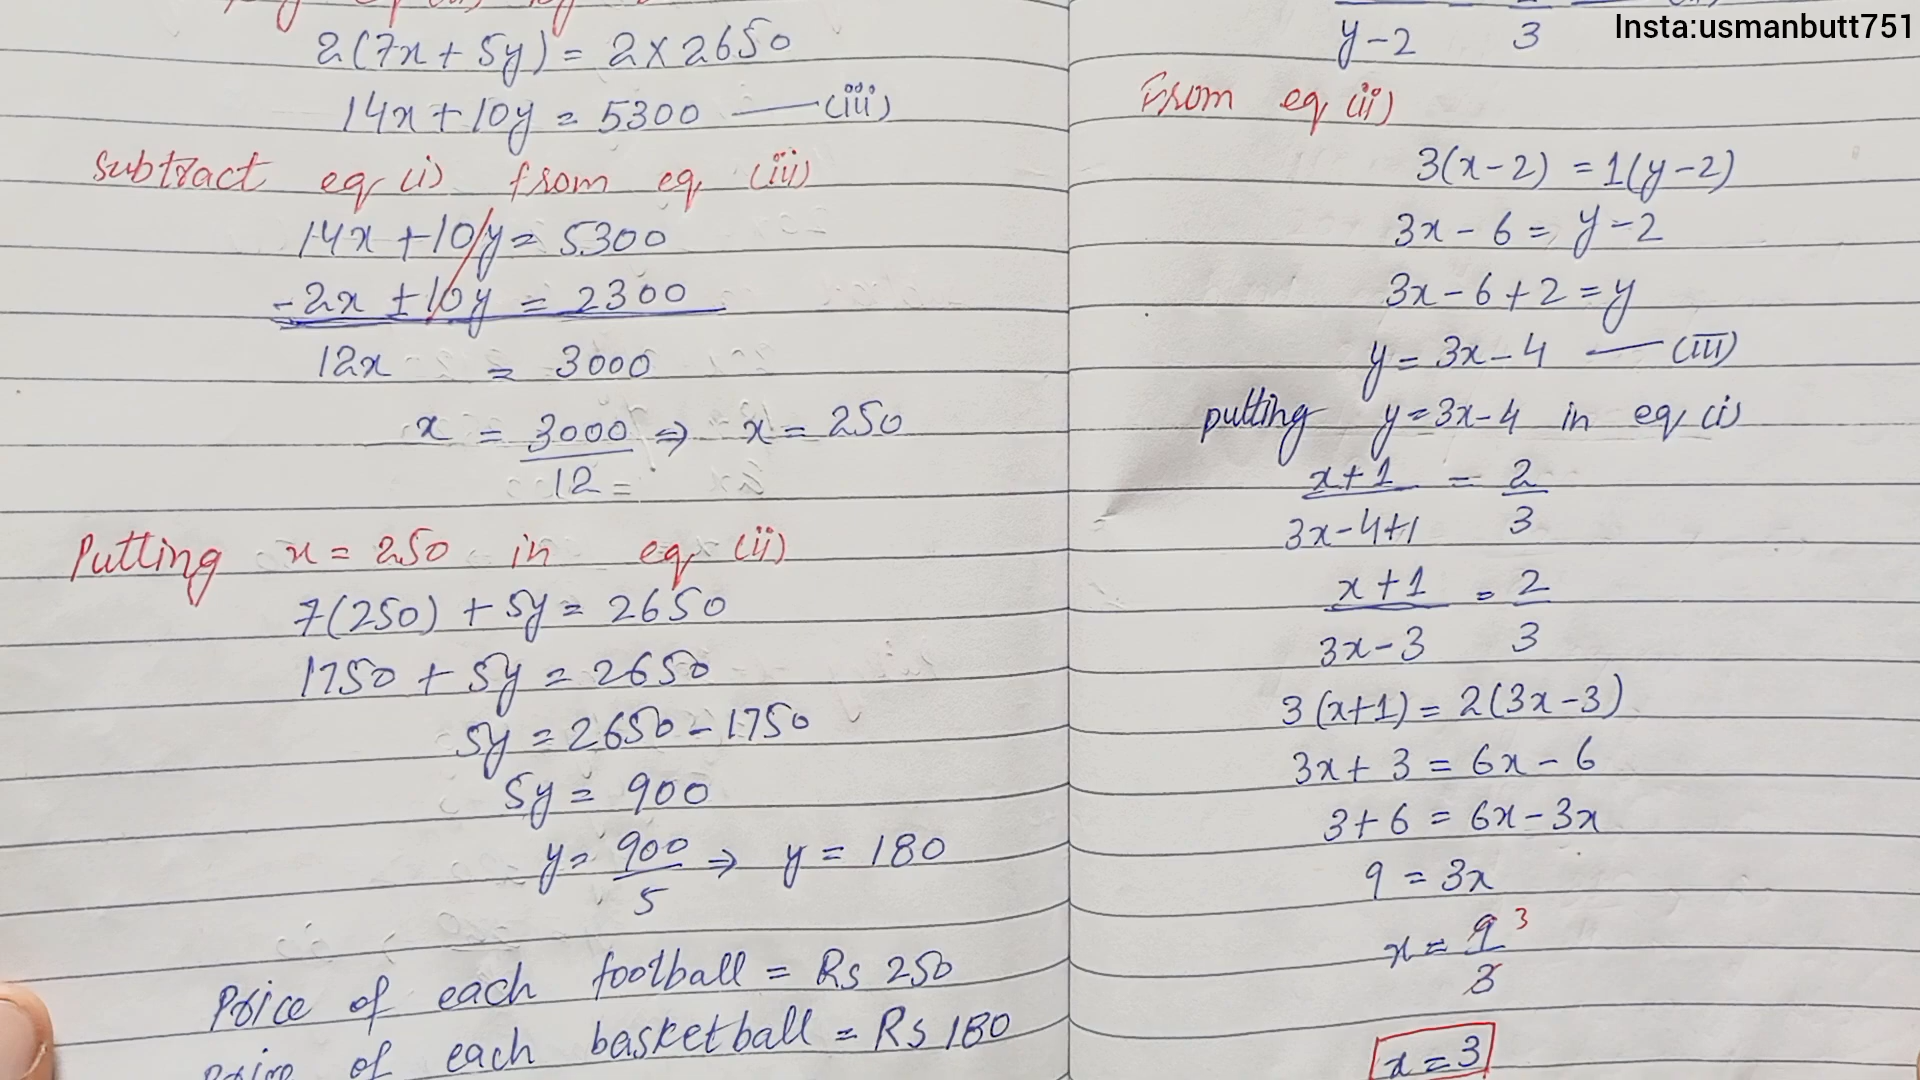 2(7x + 5y) = 2 × 2650
14x + 10y = 5300 —— (iii)
Subtract eq (i) from eq (iii)
14x + 10y = 5300
-2x ± 10y = 2300
12x = 3000
x = 3000/12 ⇒ x = 250
Putting x = 250 in eq (ii)
7(250) + 5y = 2650
1750 + 5y = 2650
5y = 2650 - 1750
5y = 900
y = 900/5 ⇒ y = 180
Price of each football = Rs 250
Price of each basketball = Rs 180
Insta:usmanbutt751
y-2 3
From eq (ii)
3(x-2) = 1(y-2)
3x - 6 = y - 2
3x - 6 + 2 = y
y = 3x - 4 —— (III)
putting y = 3x - 4 in eq (i)
x+1/3x-4+1 = 2/3
x+1/3x-3 = 2/3
3(x+1) = 2(3x-3)
3x + 3 = 6x - 6
3 + 6 = 6x - 3x
9 = 3x
x = 9/3 3
x = 3